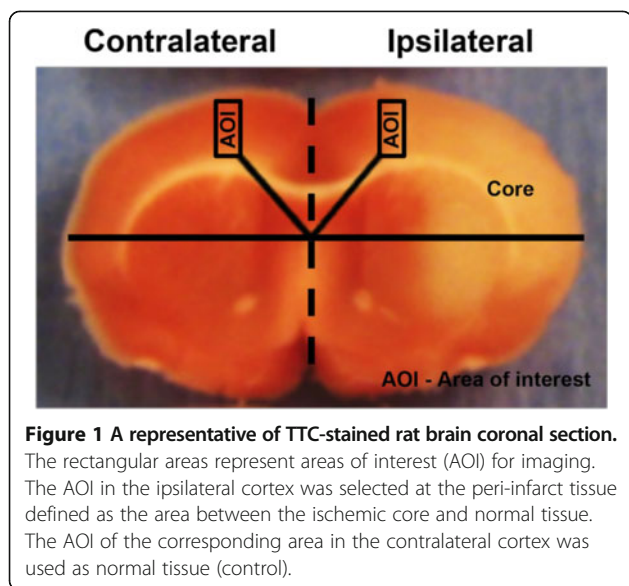 Contralateral Ipsilateral
AOI AOI
Core
AOI - Area of interest
Figure 1 A representative of TTC-stained rat brain coronal section.
The rectangular areas represent areas of interest (AOI) for imaging.
The AOI in the ipsilateral cortex was selected at the peri-infarct tissue
defined as the area between the ischemic core and normal tissue.
The AOI of the corresponding area in the contralateral cortex was
used as normal tissue (control).